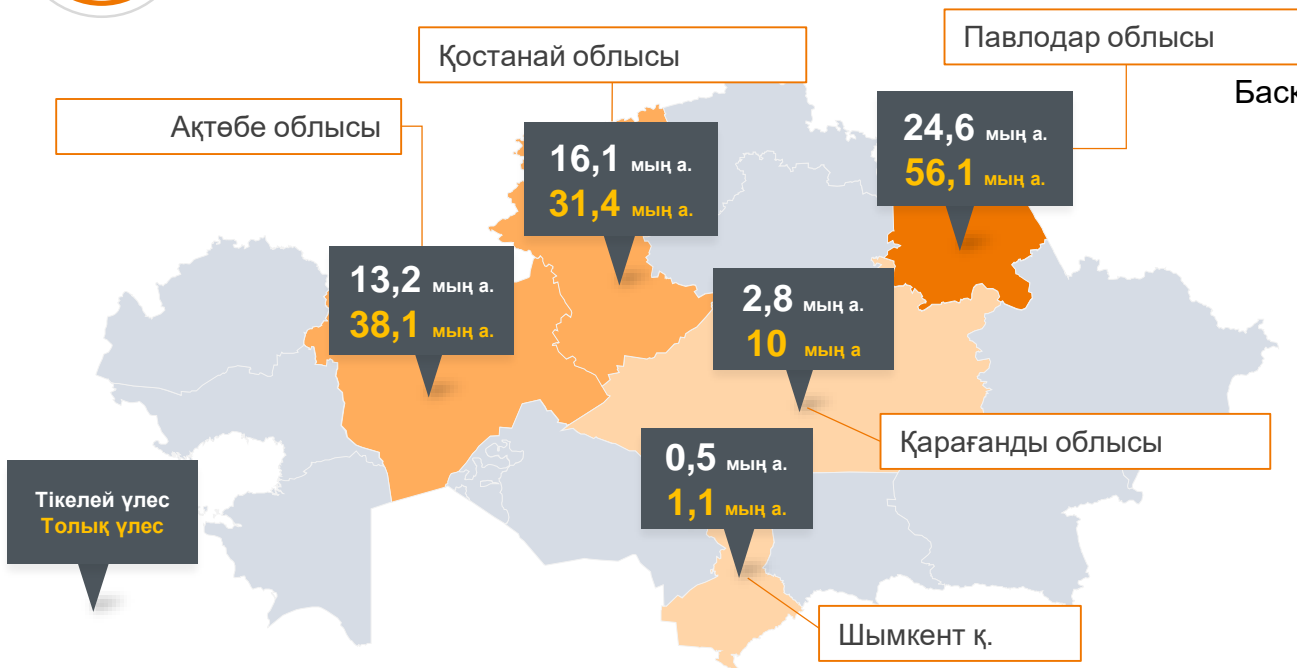 Қостанай облысы
Павлодар облысы
Ақтөбе облысы
24,6 мың а.
56,1 мың а.
16,1 мың а.
31,4 мың а.
13,2 мың а.
38,1 мың а.
2,8 мың а.
10 мың а
Қарағанды облысы
0,5 мың а.
1,1 мың а.
Тікелей үлес
Толық үлес
Шымкент қ.